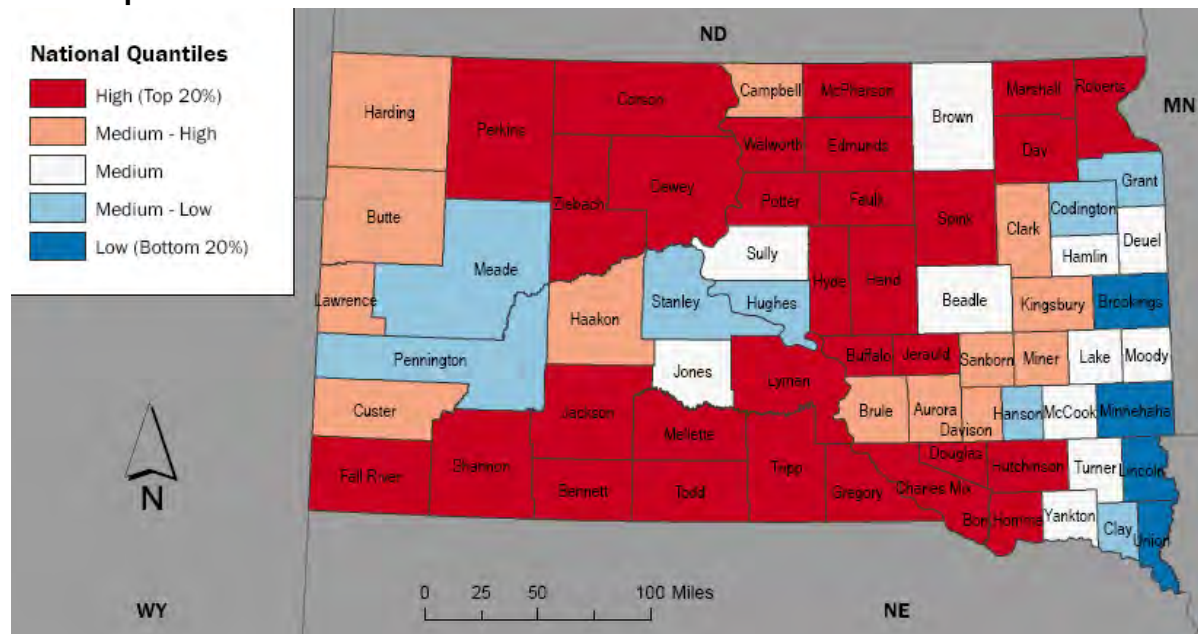 ND
National Quantiles
High (Top 20%)
Medium - High
Medium
Medium - Low
Low (Bottom 20%)
MN
Harding
Perkins
Corson
Campbell
McPherson
Brown
Marshall
Roberts
Walworth
Edmunds
Day
Butte
Ziebach
Dewey
Potter
Faulk
Spink
Clark
Codington
Grant
Meade
Sully
Hamlin
Deuel
Lawrence
Haakon
Stanley
Hughes
Hyde
Hand
Beadle
Kingsbury
Brookings
Pennington
Jones
Lyman
Buffalo
Jerauld
Sanborn
Miner
Lake
Moody
Custer
Jackson
Mellette
Brule
Aurora
Davison
Hanson
McCook
Minnehaha
Fall River
Shannon
Bennett
Todd
Tripp
Gregory
Charles Mix
Douglas
Hutchinson
Turner
Lincoln
Bon Homme
Yankton
Clay
Union
N
0 25 50 100 Miles
WY
NE